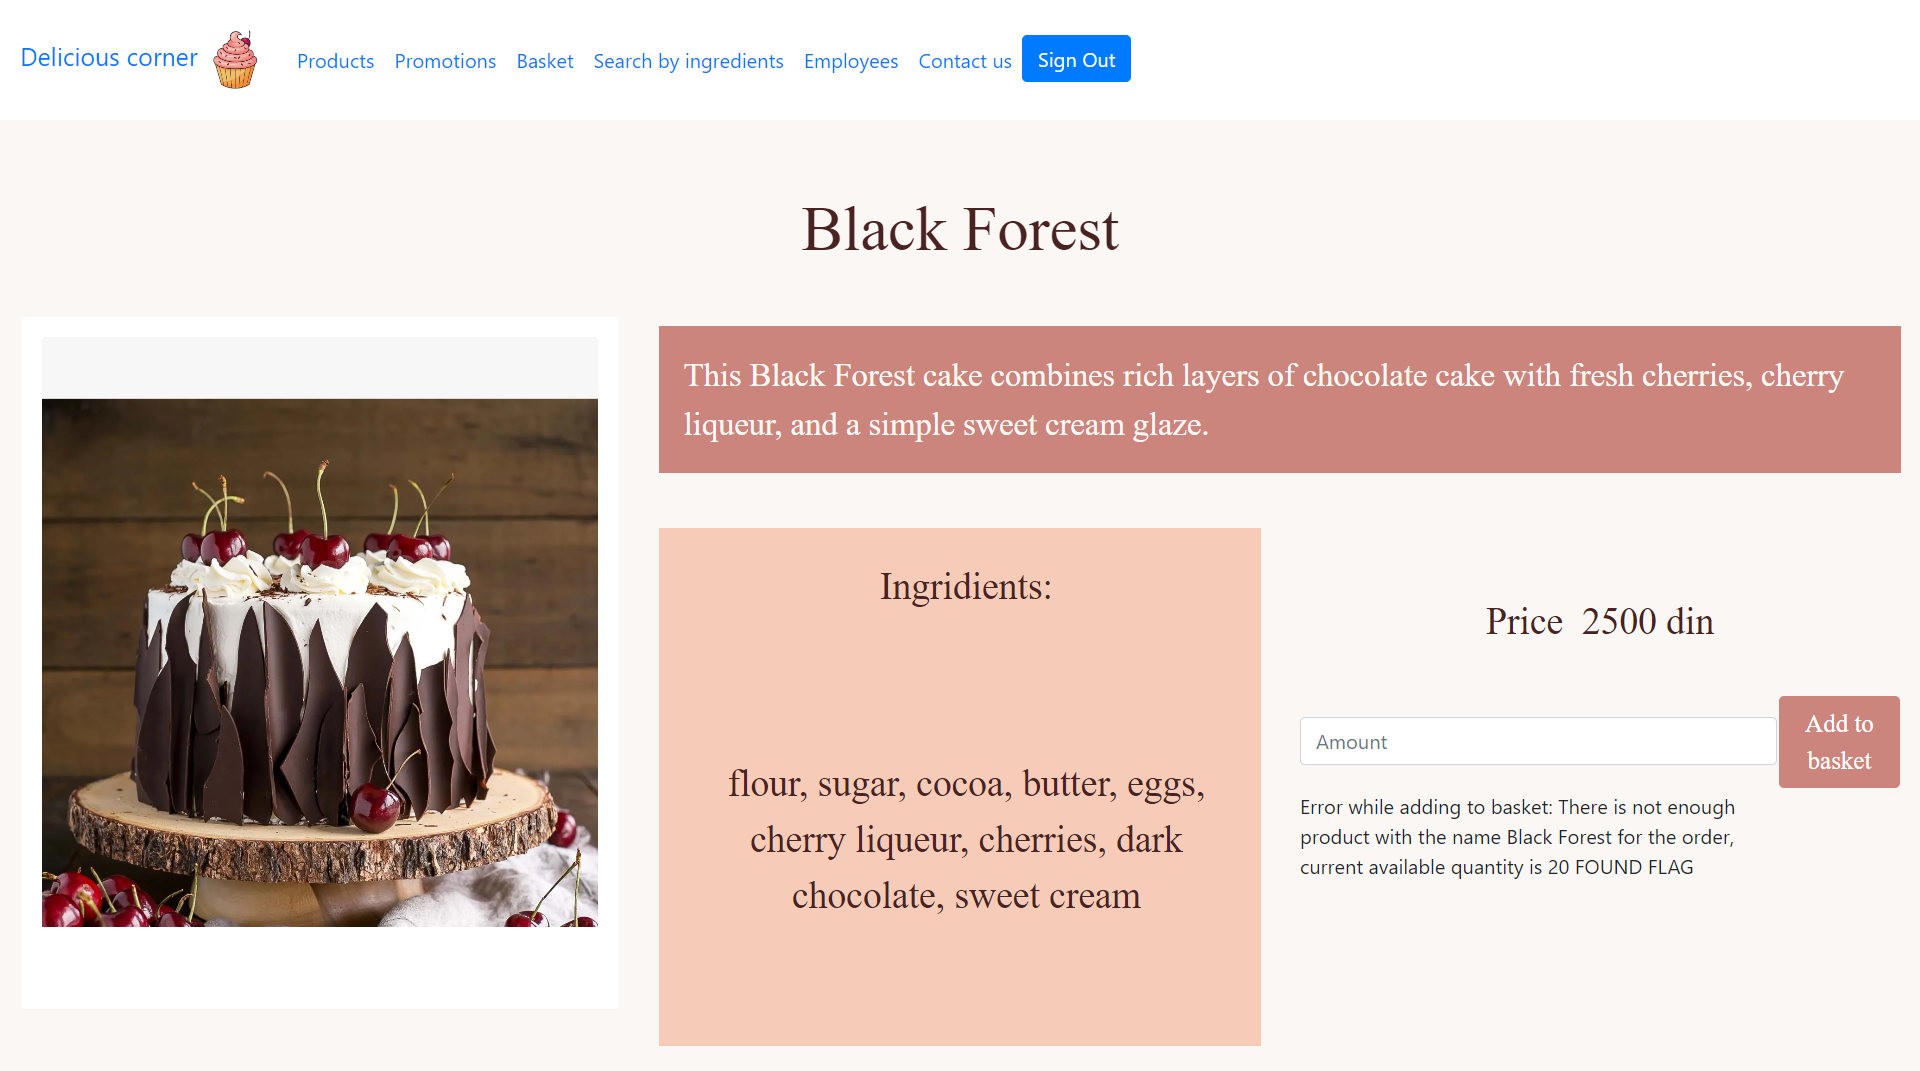 Delicious corner
Products Promotions Basket Search by ingredients Employees Contact us Sign Out
Black Forest
This Black Forest cake combines rich layers of chocolate cake with fresh cherries, cherry
liqueur, and a simple sweet cream glaze.
Ingridients:
flour, sugar, cocoa, butter, eggs,
cherry liqueur, cherries, dark
chocolate, sweet cream
Price 2500 din
Amount
Add to
basket
Error while adding to basket: There is not enough
product with the name Black Forest for the order,
current available quantity is 20 FOUND FLAG